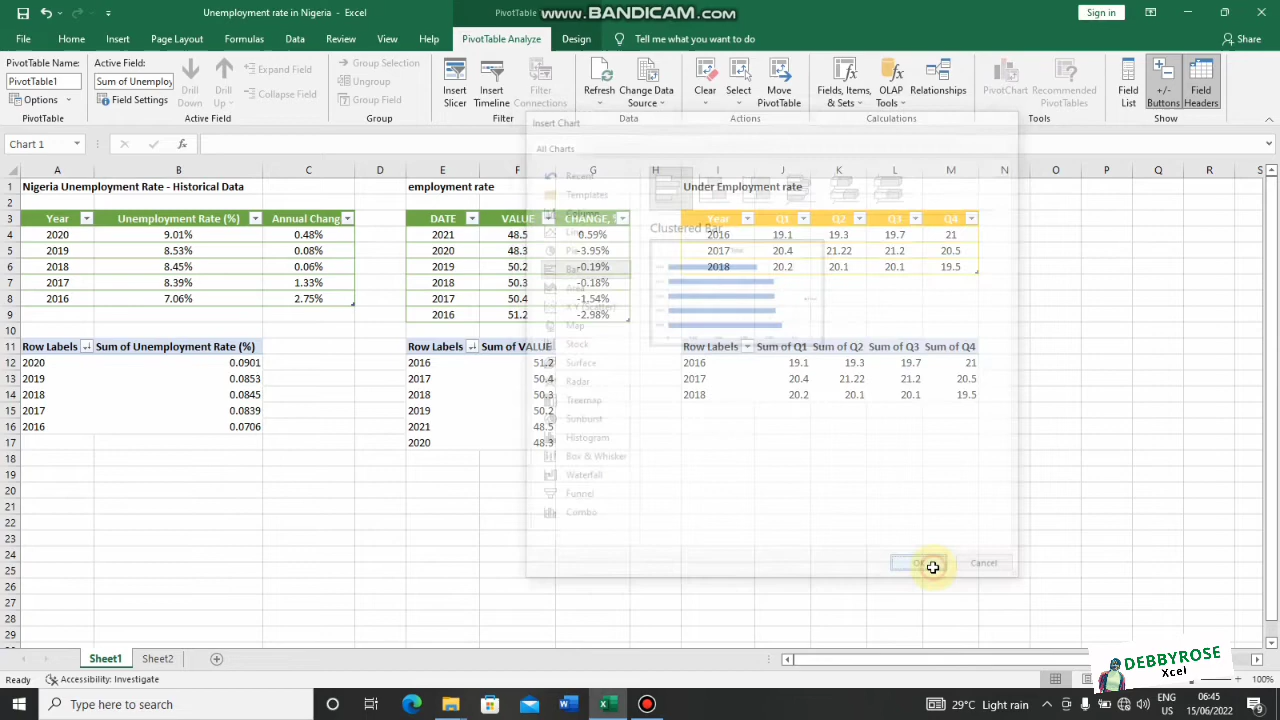 Unemployment rate in Nigeria - Excel
PivotTable
www.BANDICAM.com
Sign in
File
Home
Insert
Page Layout
Formulas
Data
Review
View
Help
PivotTable Analyze
Design
Tell me what you want to do
Share
PivotTable Name:
PivotTable1
Options
PivotTable
Active Field:
Sum of Unemploy
Field Settings
Drill Down
Drill Up
Expand Field
Collapse Field
Active Field
Group Selection
Ungroup
Group Field
Group
Insert Slicer
Insert Timeline
Filter Connections
Filter
Refresh
Change Data Source
Data
Clear
Select
Move PivotTable
Actions
Fields, Items, & Sets
OLAP Tools
Relationships
Calculations
PivotChart
Recommended PivotTables
Tools
Field List
+/- Buttons
Field Headers
Show
Chart 1
fx
A B C D E F G H I J K L M N O P Q R S
1 Nigeria Unemployment Rate - Historical Data employment rate Under Employment rate
2
3 Year Unemployment Rate (%) Annual Chang DATE VALUE CHANGE, % Year Q1 Q2 Q3 Q4
4 2020 9.01% 0.48% 2021 48.5 0.59% 2016 19.1 19.3 19.7 21
5 2019 8.53% 0.08% 2020 48.3 -3.95% 2017 20.4 21.22 21.2 20.5
6 2018 8.45% 0.06% 2019 50.2 -0.19% 2018 20.2 20.1 20.1 19.5
7 2017 8.39% 1.33% 2018 50.3 -0.18%
8 2016 7.06% 2.75% 2017 50.4 -1.54%
9 2016 51.2 -2.98%
10
11 Row Labels Sum of Unemployment Rate (%) Row Labels Sum of VALUE Row Labels Sum of Q1 Sum of Q2 Sum of Q3 Sum of Q4
12 2020 0.0901 2016 51.2 2016 19.1 19.3 19.7 21
13 2019 0.0853 2017 50.4 2017 20.4 21.22 21.2 20.5
14 2018 0.0845 2018 50.3 2018 20.2 20.1 20.1 19.5
15 2017 0.0839 2019 50.2
16 2016 0.0706 2021 48.5
17 2020 48.3
18
19
20
21
22
23
24
25
26
27
28
29
Insert Chart
All Charts
Recent
Templates
Column
Line
Pie
Bar
Area
Map
Stock
Surface
Radar
Treemap
Sunburst
Histogram
Box & Whisker
Waterfall
Funnel
Combo
Clustered Bar
OK
Cancel
Sheet1
Sheet2
Ready
Accessibility: Investigate
100%
DEBBYROSE
Xcel
Type here to search
29°C Light rain
ENG
US
06:45
15/06/2022